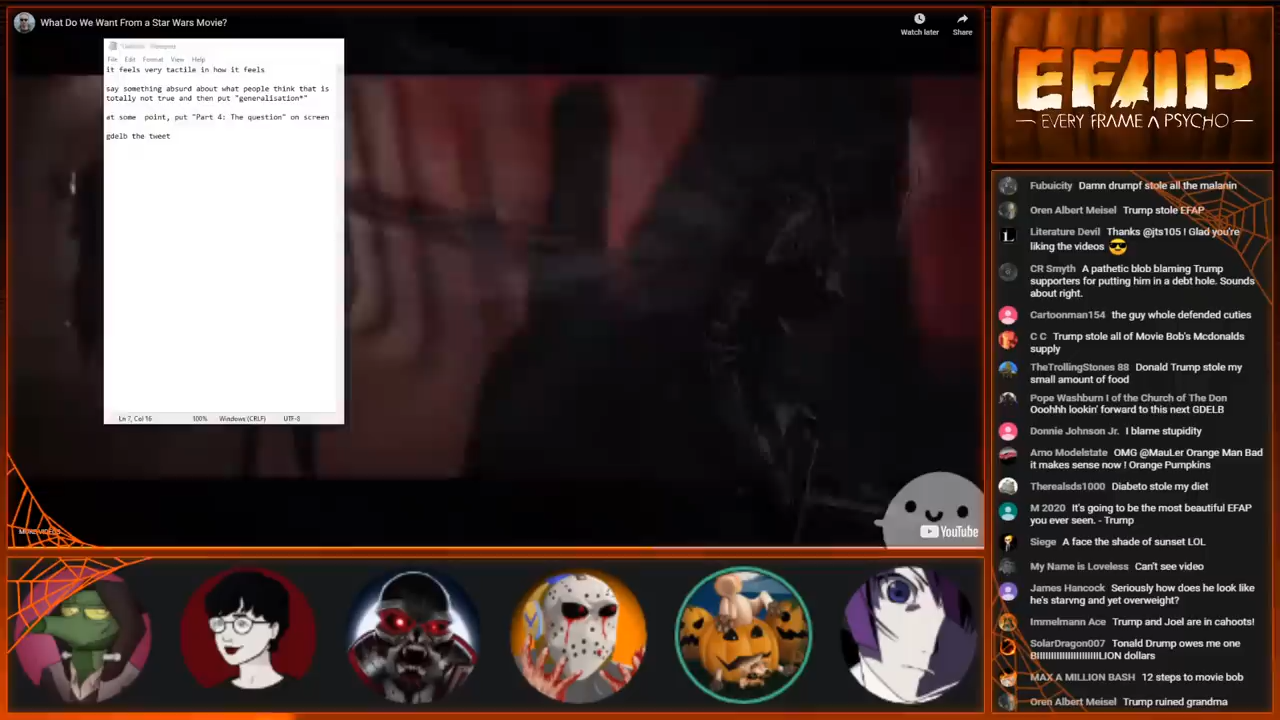 What Do We Want From a Star Wars Movie?
Watch later
Share
File Edit Format View Help
it feels very tactile in how it feels
say something absurd about what people think that is
totally not true and then put "generalisation*"
at some point, put "Part 4: The question" on screen
gdelb the tweet
Ln 7, Col 16 100% Windows (CRLF) UTF-8
YouTube
EFAP
EVERY FRAME A PSYCHO
Fubuicity Damn drumpf stole all the malanin
Oren Albert Meisel Trump stole EFAP
Literature Devil Thanks @jts105 ! Glad you're
liking the videos
CR Smyth A pathetic blob blaming Trump
supporters for putting him in a debt hole. Sounds
about right.
Cartoonman154 the guy whole defended cuties
C C Trump stole all of Movie Bob's Mcdonalds
supply
TheTrollingStones 88 Donald Trump stole my
small amount of food
Pope Washburn I of the Church of The Don
Ooohhh lookin' forward to this next GDELB
Donnie Johnson Jr. I blame stupidity
Arno Modelstate OMG @MauLer Orange Man Bad
it makes sense now ! Orange Pumpkins
Therealsds1000 Diabeto stole my diet
M 2020 It's going to be the most beautiful EFAP
you ever seen. - Trump
Siege A face the shade of sunset LOL
My Name is Loveless Can't see video
James Hancock Seriously how does he look like
he's starvng and yet overweight?
Immelmann Ace Trump and Joel are in cahoots!
SolarDragon007 Tonald Drump owes me one
MAX A MILLION BASH 12 steps to movie bob
Oren Albert Meisel Trump ruined grandma